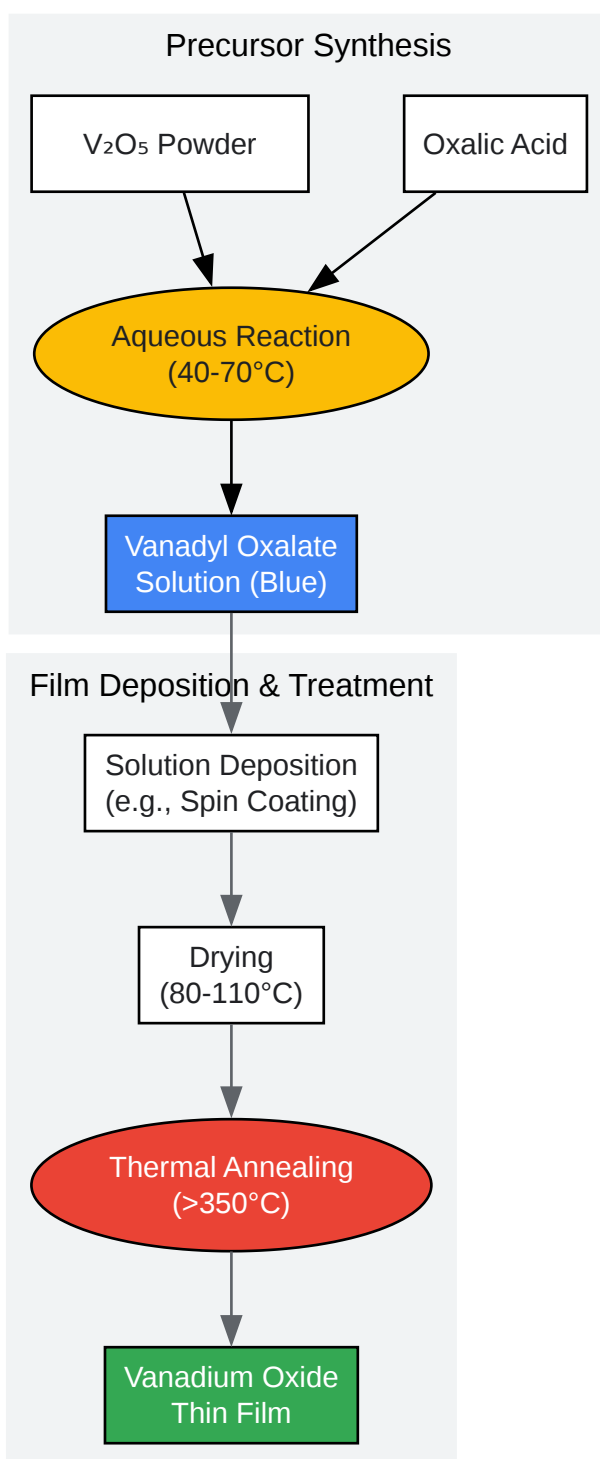 Precursor Synthesis
V₂O₅ Powder
Oxalic Acid
Aqueous Reaction
(40-70°C)
Vanadyl Oxalate
Solution (Blue)
Film Deposition & Treatment
Solution Deposition
(e.g., Spin Coating)
Drying
(80-110°C)
Thermal Annealing
(>350°C)
Vanadium Oxide
Thin Film